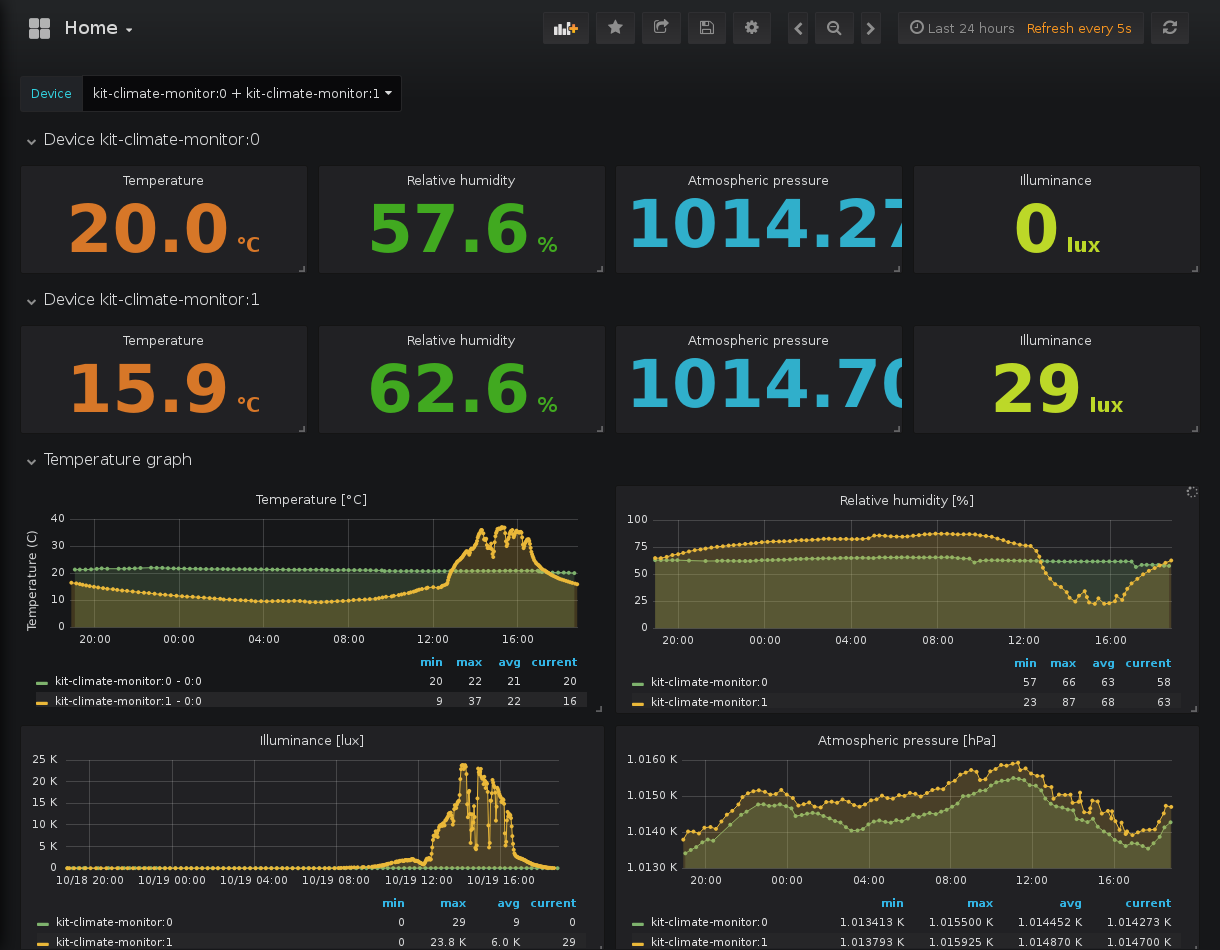 Home
Last 24 hours Refresh every 5s
Device kit-climate-monitor:0 + kit-climate-monitor:1
Device kit-climate-monitor:0
Temperature Relative humidity Atmospheric pressure Illuminance
20.0 °C 57.6 % 1014.27 0 lux
Device kit-climate-monitor:1
Temperature Relative humidity Atmospheric pressure Illuminance
15.9 °C 62.6 % 1014.70 29 lux
Temperature graph
Temperature [°C]
Temperature (C)
40
30
20
10
0
20:00 00:00 04:00 08:00 12:00 16:00
min max avg current
kit-climate-monitor:0 - 0:0 20 22 21 20
kit-climate-monitor:1 - 0:0 9 37 22 16
Relative humidity [%]
100
75
50
25
0
20:00 00:00 04:00 08:00 12:00 16:00
min max avg current
kit-climate-monitor:0 57 66 63 58
kit-climate-monitor:1 23 87 68 63
Illuminance [lux]
25 K
20 K
15 K
10 K
5 K
0
10/18 20:00 10/19 00:00 10/19 04:00 10/19 08:00 10/19 12:00 10/19 16:00
min max avg current
kit-climate-monitor:0 0 29 9 0
kit-climate-monitor:1 0 23.8 K 6.0 K 29
Atmospheric pressure [hPa]
1.0160 K
1.0150 K
1.0140 K
1.0130 K
20:00 00:00 04:00 08:00 12:00 16:00
min max avg current
kit-climate-monitor:0 1.013413 K 1.015500 K 1.014452 K 1.014273 K
kit-climate-monitor:1 1.013793 K 1.015925 K 1.014870 K 1.014700 K